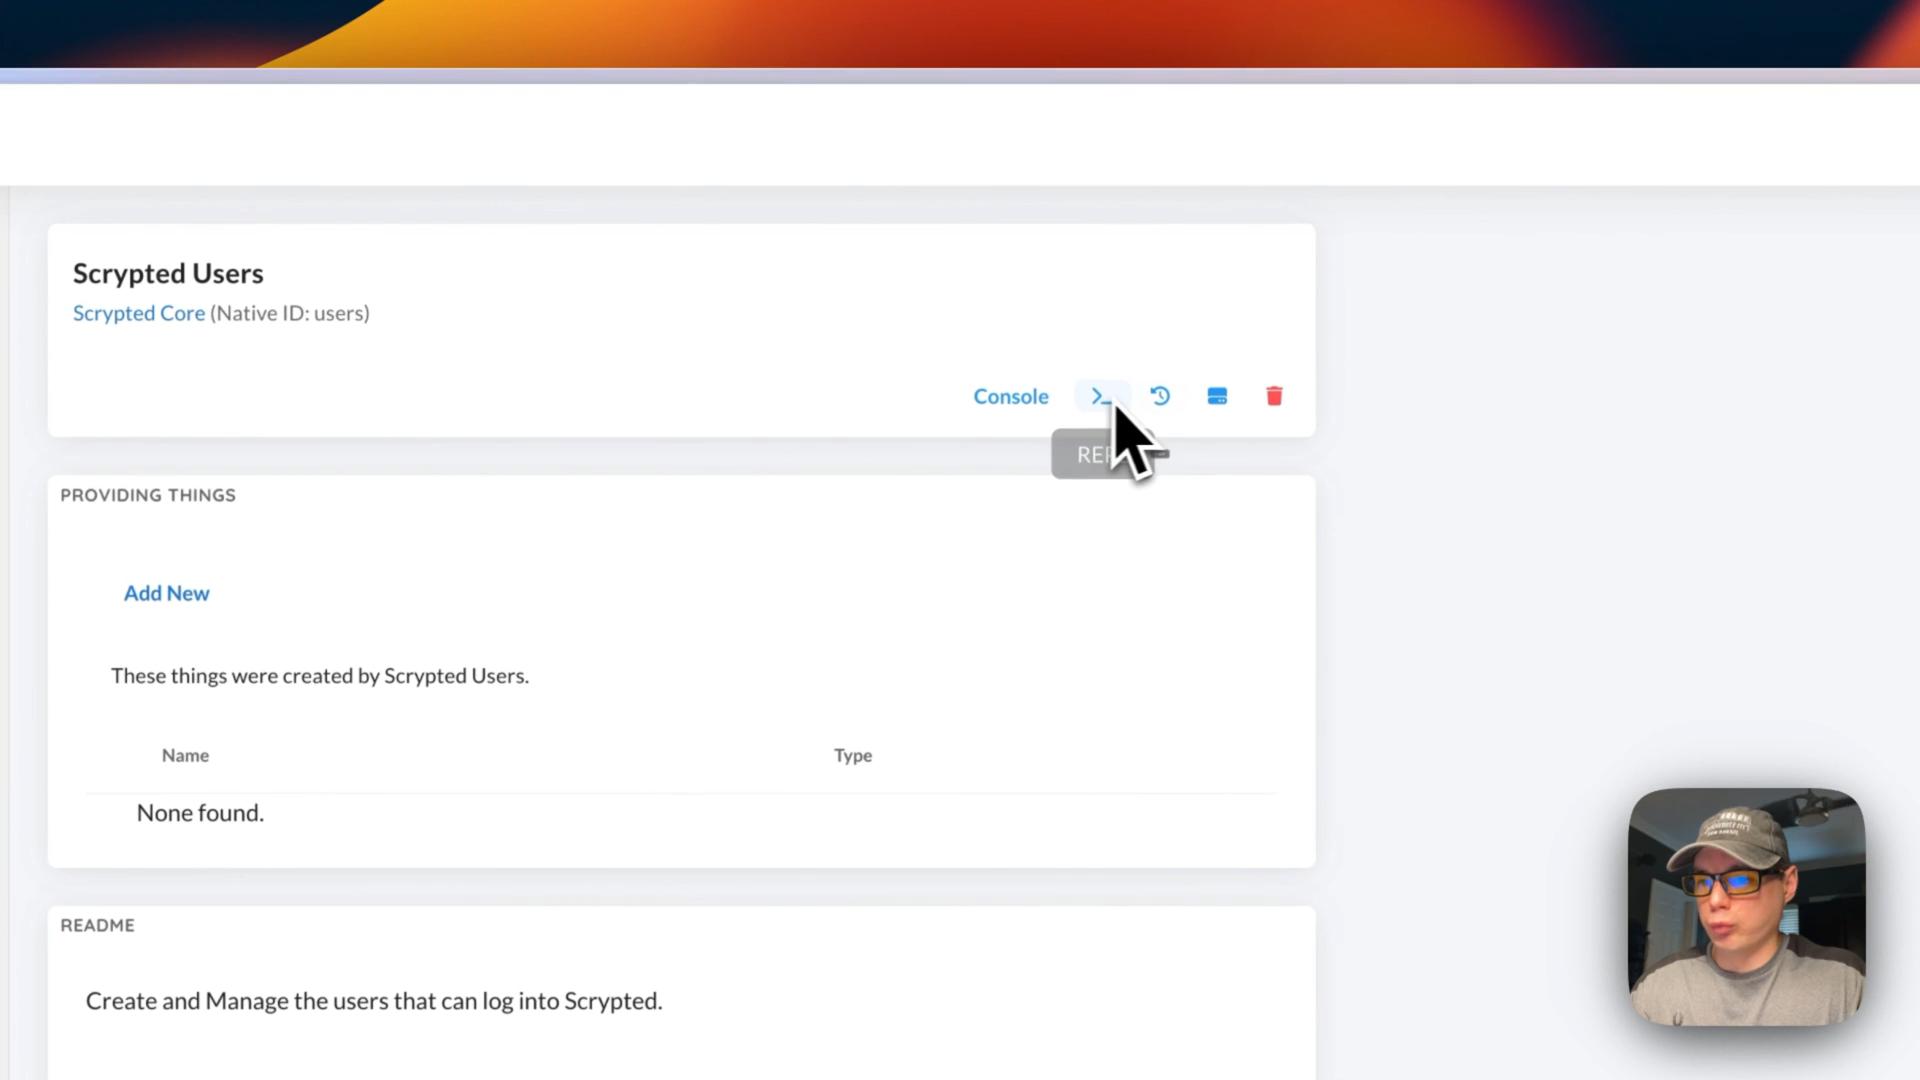 Scrypted Users
Scrypted Core (Native ID: users)
Console
PROVIDING THINGS
Add New
These things were created by Scrypted Users.
Name Type
None found.
README
Create and Manage the users that can log into Scrypted.